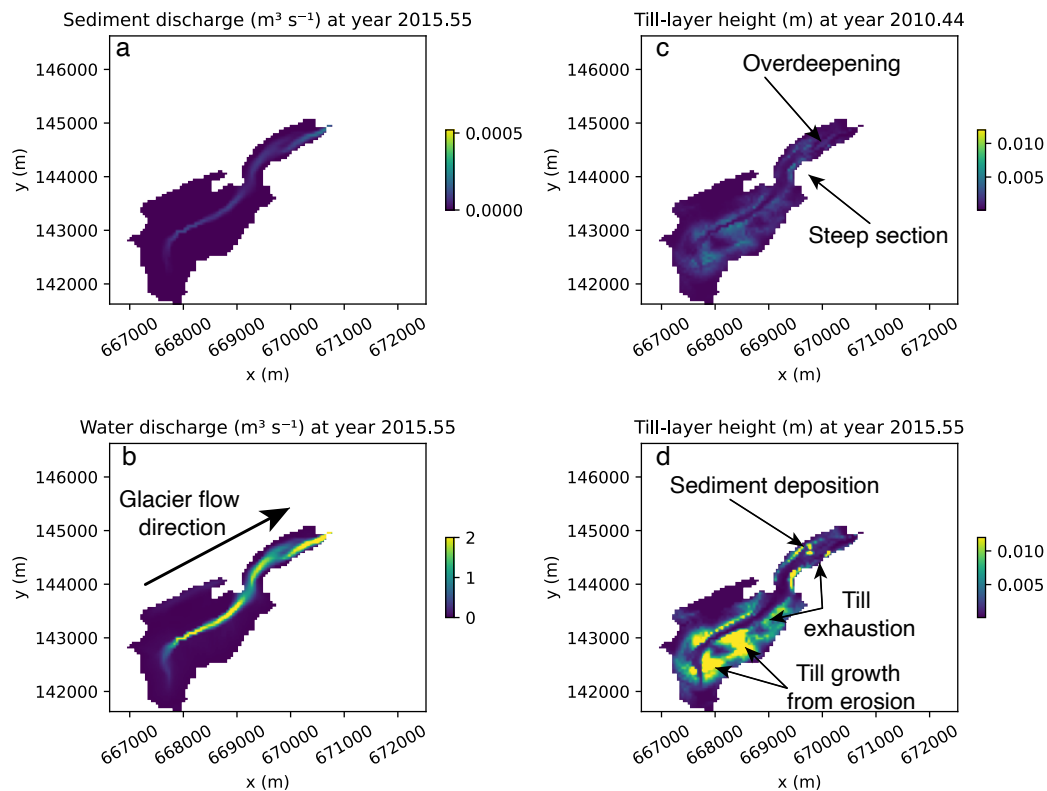 Sediment discharge (m³ s⁻¹) at year 2015.55
a
146000
145000
144000
143000
142000
y (m)
667000
668000
669000
670000
671000
672000
x (m)
0.0005
0.0000
Till-layer height (m) at year 2010.44
c
Overdeepening
Steep section
146000
145000
144000
143000
142000
y (m)
667000
668000
669000
670000
671000
672000
x (m)
0.010
0.005
Water discharge (m³ s⁻¹) at year 2015.55
b
Glacier flow
direction
146000
145000
144000
143000
142000
y (m)
667000
668000
669000
670000
671000
672000
x (m)
2
1
0
Till-layer height (m) at year 2015.55
d
Sediment deposition
Till
exhaustion
Till growth
from erosion
146000
145000
144000
143000
142000
y (m)
667000
668000
669000
670000
671000
672000
x (m)
0.010
0.005